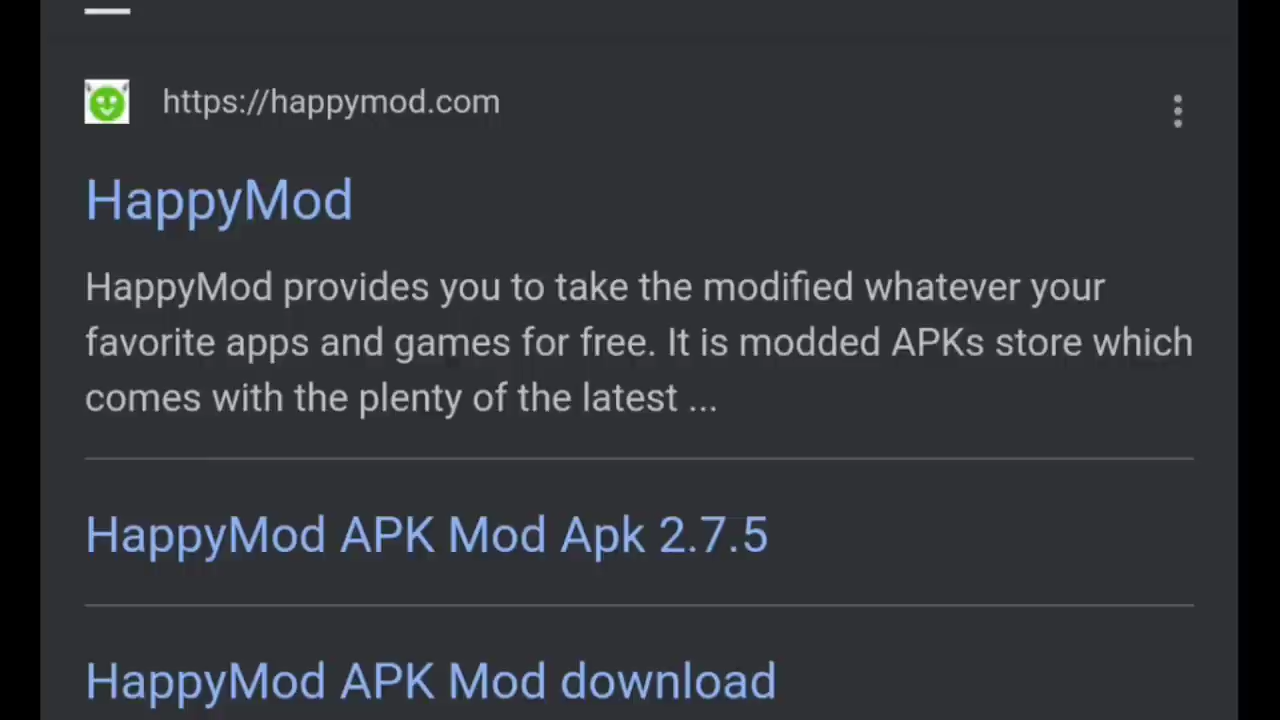 https://happymod.com
HappyMod
HappyMod provides you to take the modified whatever your
favorite apps and games for free. It is modded APKs store which
comes with the plenty of the latest ...
HappyMod APK Mod Apk 2.7.5
HappyMod APK Mod download